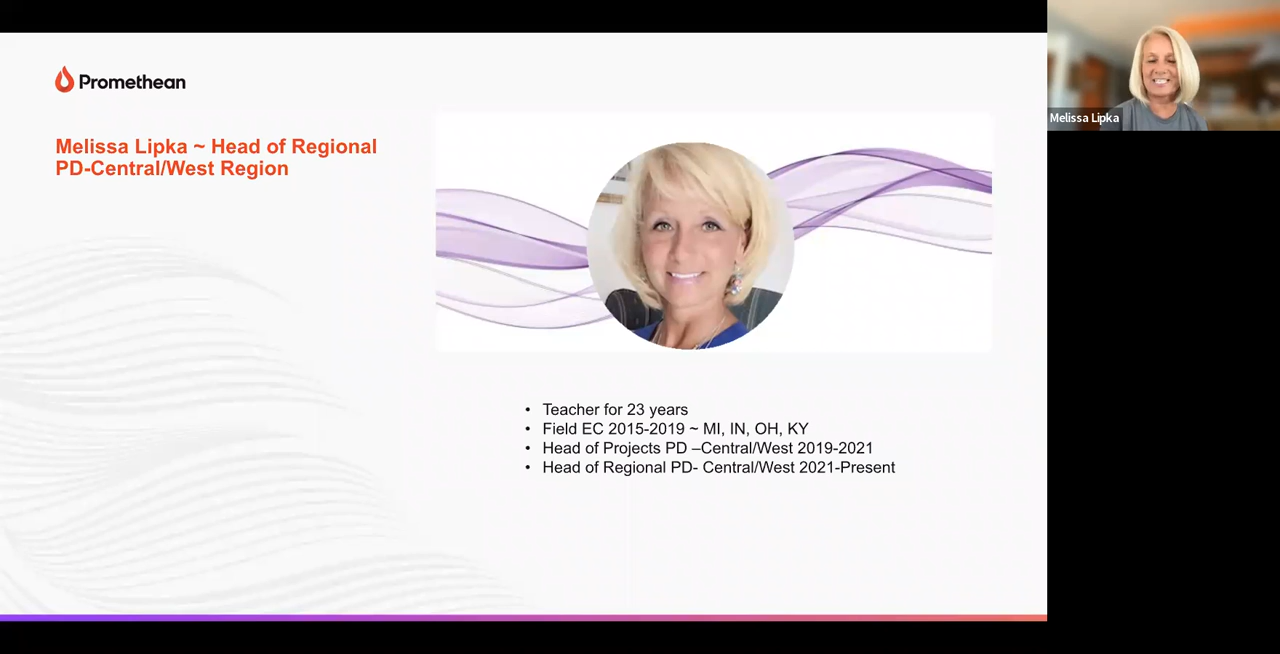 Promethean
Melissa Lipka ~ Head of Regional
PD-Central/West Region
Melissa Lipka
• Teacher for 23 years
• Field EC 2015-2019 ~ MI, IN, OH, KY
• Head of Projects PD –Central/West 2019-2021
• Head of Regional PD- Central/West 2021-Present